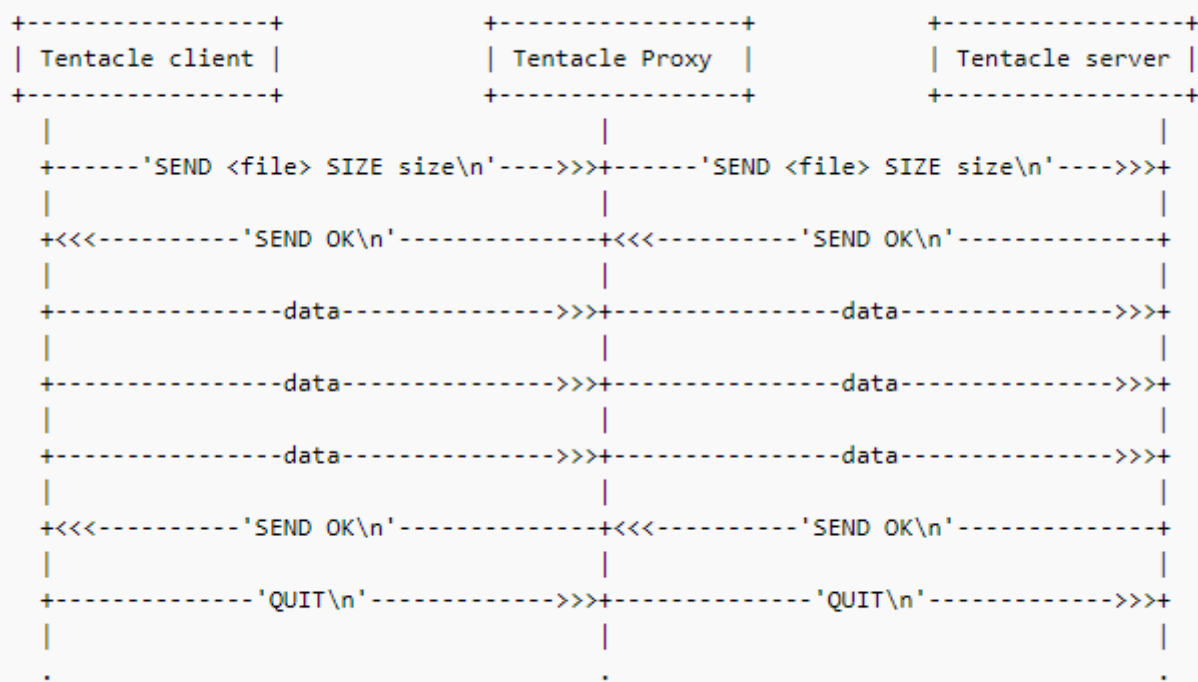 +-----------------+ +-----------------+ +-----------------+
| Tentacle client | | Tentacle Proxy | | Tentacle server |
+-----------------+ +-----------------+ +-----------------+
| | |
+------'SEND <file> SIZE size\n'---->>>+------'SEND <file> SIZE size\n'---->>>+
| | |
+<<<----------'SEND OK\n'--------------+<<<----------'SEND OK\n'--------------+
| | |
+----------------data--------------->>>+----------------data--------------->>>+
| | |
+----------------data--------------->>>+----------------data--------------->>>+
| | |
+----------------data--------------->>>+----------------data--------------->>>+
| | |
+<<<----------'SEND OK\n'--------------+<<<----------'SEND OK\n'--------------+
| | |
+--------------'QUIT\n'------------->>>+--------------'QUIT\n'------------->>>+
| | |
. . .